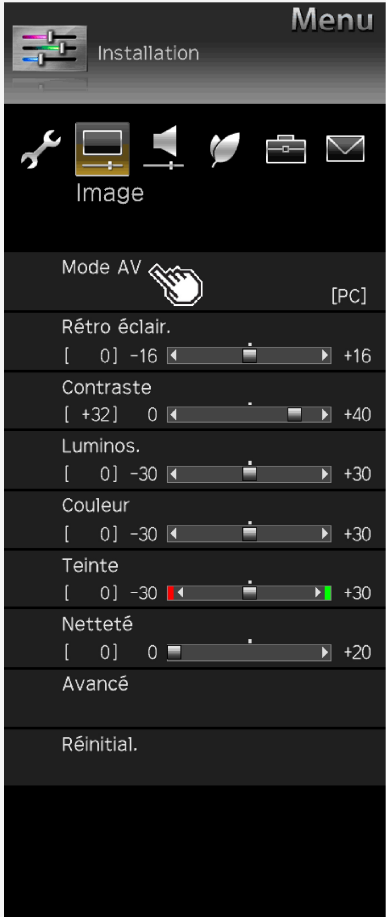 Menu
Installation
Image
Mode AV
[PC]
Rétro éclair.
[ 0] -16 +16
Contraste
[ +32] 0 +40
Luminos.
[ 0] -30 +30
Couleur
[ 0] -30 +30
Teinte
[ 0] -30 +30
Netteté
[ 0] 0 +20
Avancé
Réinitial.